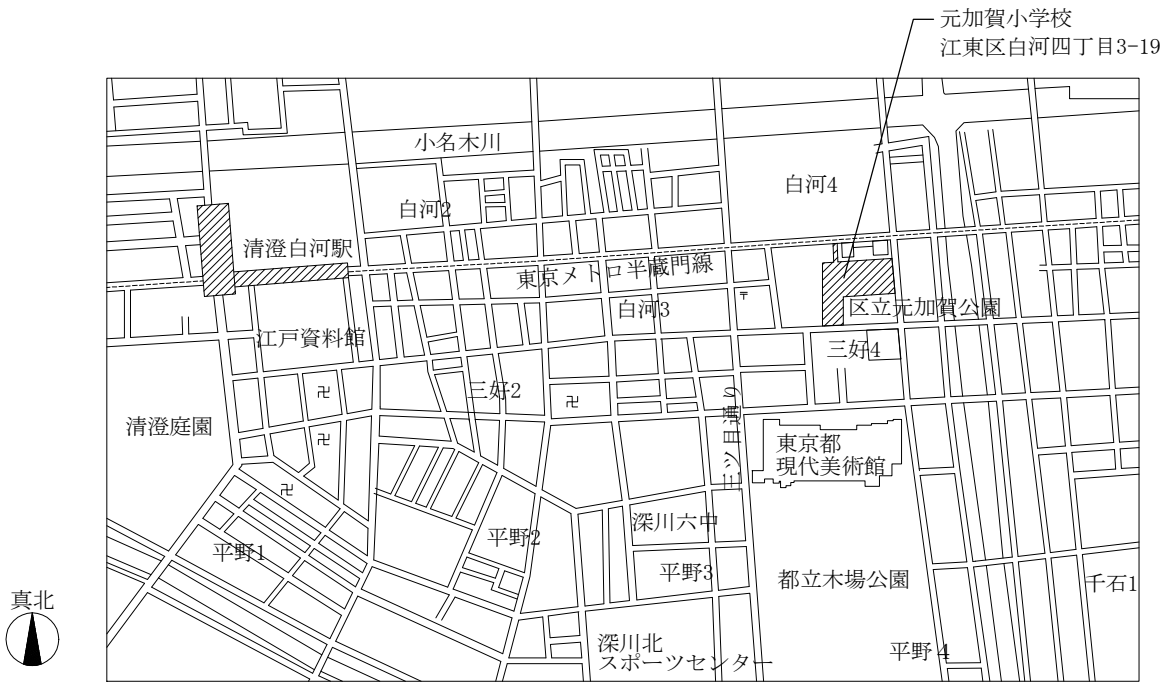 元加賀小学校
江東区白河四丁目3-19
小名木川
白河4
白河2
清澄白河駅
東京メトロ半蔵門線
白河3
〒
区立元加賀公園
江戸資料館
三好4
三好2
卍
卍
卍
卍
三ツ目通り
清澄庭園
東京都
現代美術館
深川六中
平野2
平野1
平野3
都立木場公園
千石1
真北
深川北
スポーツセンター
平野4